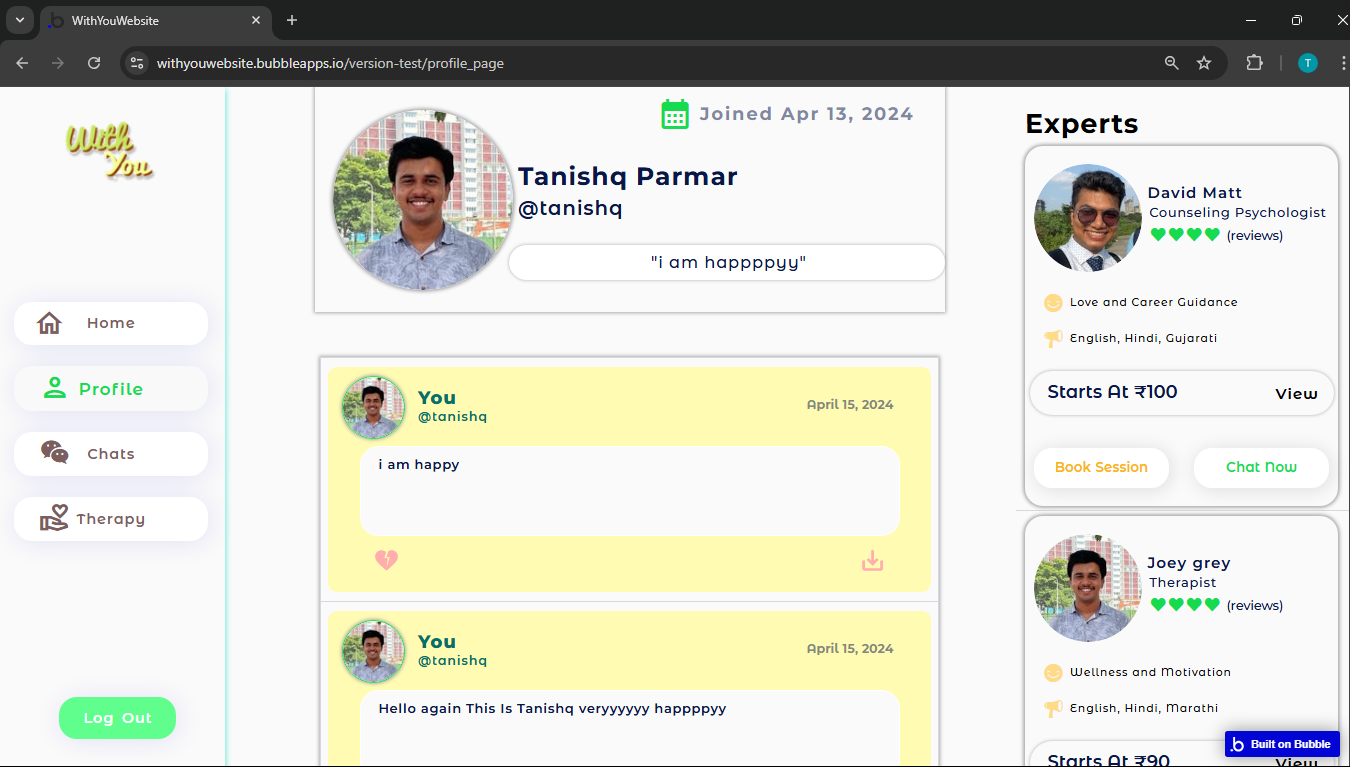 WithYouWebsite
withyouwebsite.bubbleapps.io/version-test/profile_page
T
With
You
Home
Profile
Chats
Therapy
Log Out
Joined Apr 13, 2024
Tanishq Parmar
@tanishq
"i am happppyy"
You
@tanishq
April 15, 2024
i am happy
You
@tanishq
April 15, 2024
Hello again This Is Tanishq veryyyyyy happppyy
Experts
David Matt
Counseling Psychologist
(reviews)
Love and Career Guidance
English, Hindi, Gujarati
Starts At ₹100
View
Book Session
Chat Now
Joey grey
Therapist
(reviews)
Wellness and Motivation
English, Hindi, Marathi
Starts At ₹90
View
Built on Bubble